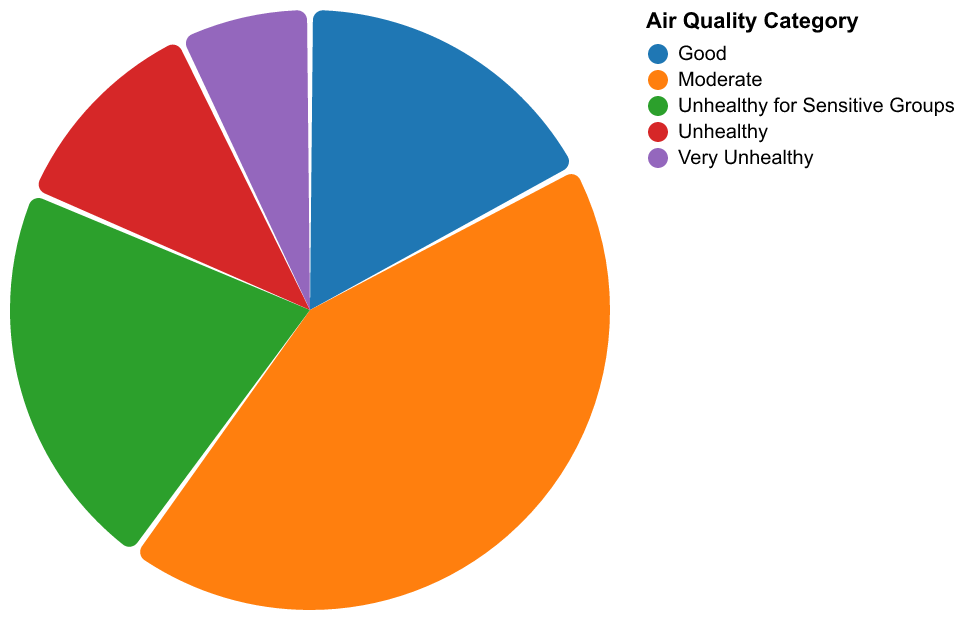 Air Quality Category
Good
Moderate
Unhealthy for Sensitive Groups
Unhealthy
Very Unhealthy